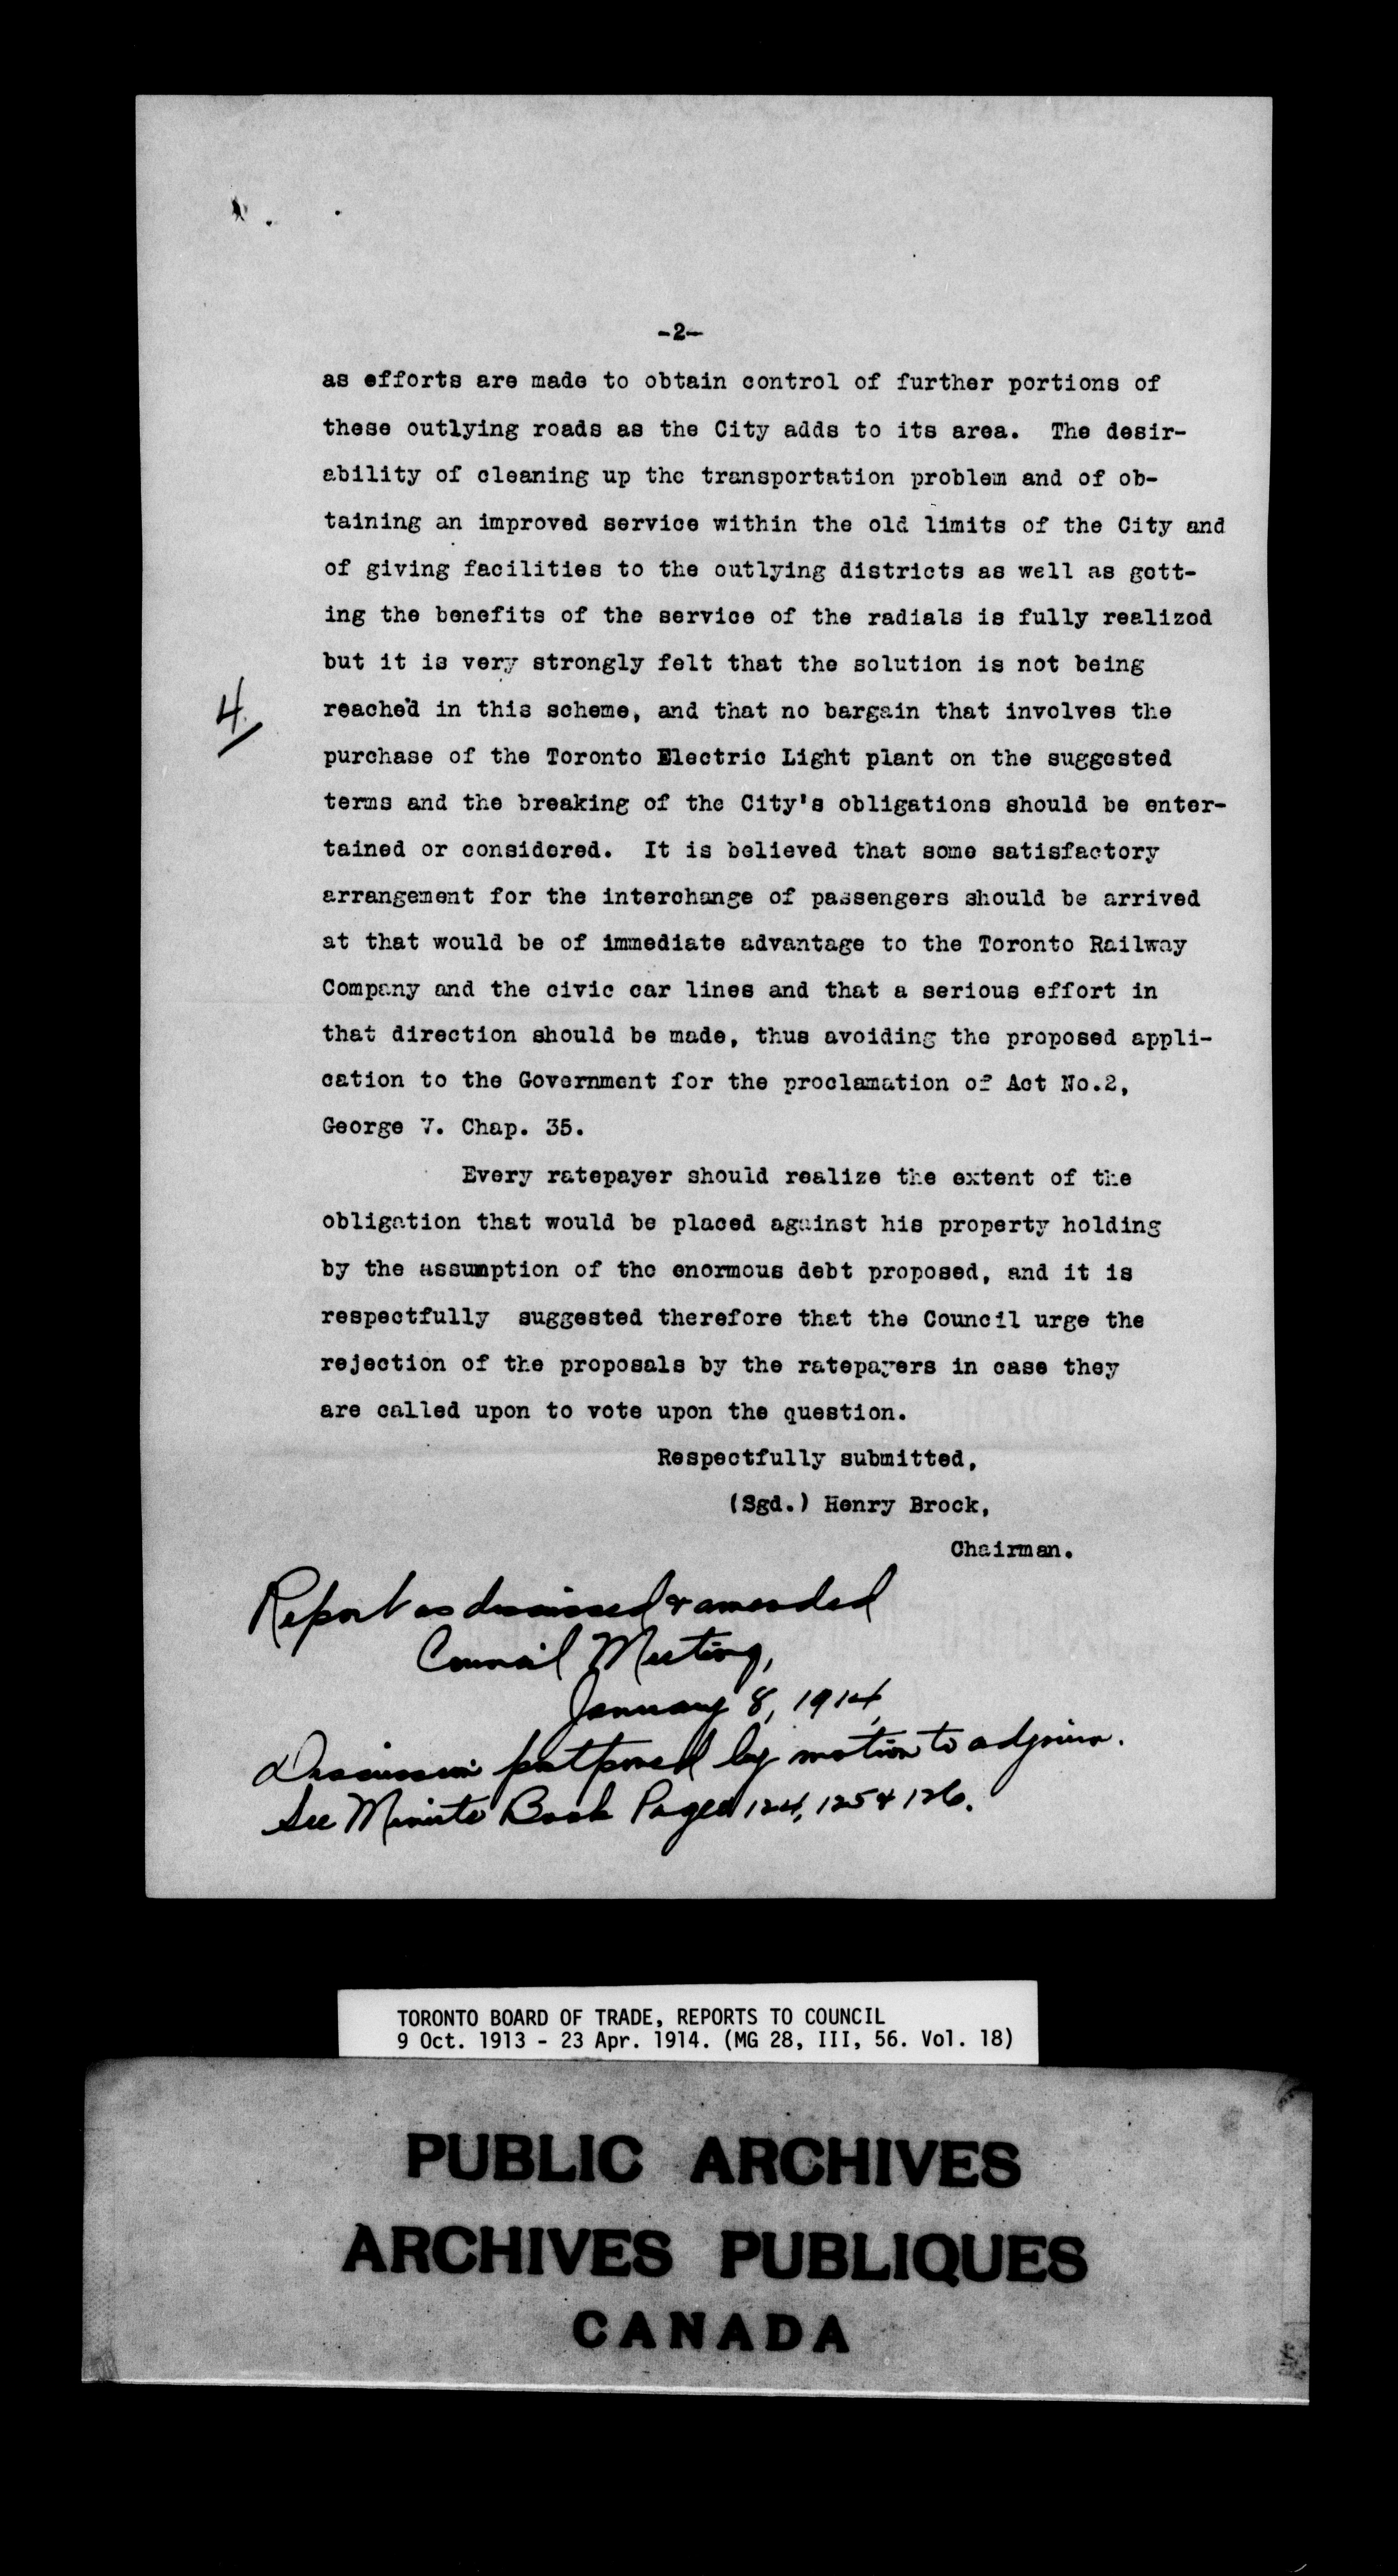 -2-
as efforts are made to obtain control of further portions of
these outlying roads as the City adds to its area. The desir-
ability of cleaning up the transportation problem and of ob-
taining an improved service within the old limits of the City and
of giving facilities to the outlying districts as well as gett-
ing the benefits of the service of the radials is fully realized
but it is very strongly felt that the solution is not being
4.
reached in this scheme, and that no bargain that involves the
purchase of the Toronto Electric Light plant on the suggested
terms and the breaking of the City's obligations should be enter-
tained or considered. It is believed that some satisfactory
arrangement for the interchange of passengers should be arrived
at that would be of immediate advantage to the Toronto Railway
Company and the civic car lines and that a serious effort in
that direction should be made, thus avoiding the proposed appli-
cation to the Government for the proclamation of Act No.2,
George V. Chap. 35.
Every ratepayer should realize the extent of the
obligation that would be placed against his property holding
by the assumption of the enormous debt proposed, and it is
respectfully suggested therefore that the Council urge the
rejection of the proposals by the ratepayers in case they
are called upon to vote upon the question.
Respectfully submitted,
(Sgd.) Henry Brock,
Chairman.
Report as discussed & amended
Council Meeting,
January 8, 1914,
Discussion postponed by motion to adjourn.
See Minute Book Pages 124, 125 & 126.
TORONTO BOARD OF TRADE, REPORTS TO COUNCIL
9 Oct. 1913 - 23 Apr. 1914. (MG 28, III, 56. Vol. 18)
PUBLIC ARCHIVES
ARCHIVES PUBLIQUES
CANADA